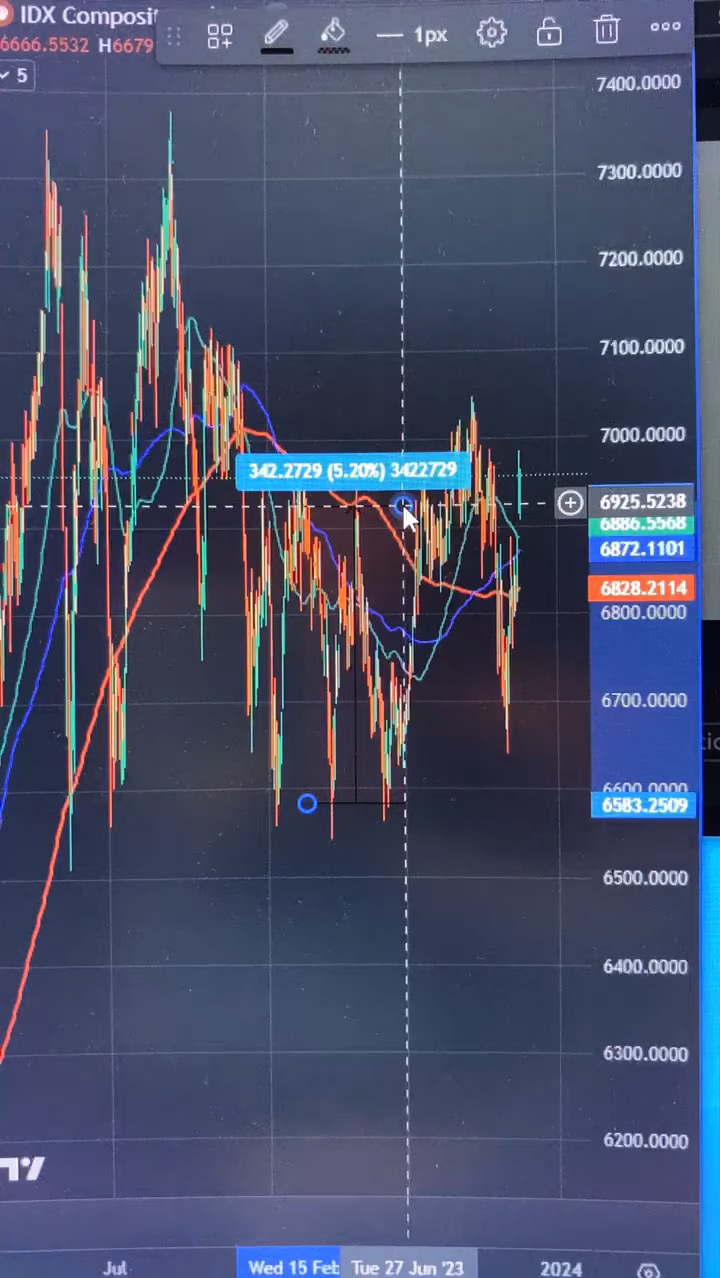 IDX Composit
6666.5532 H6679
1px
5
7400.0000
7300.0000
7200.0000
7100.0000
7000.0000
342.2729 (5.20%) 3422729
6925.5238
6886.5568
6872.1101
6828.2114
6800.0000
6700.0000
6600.0000
6583.2509
6500.0000
6400.0000
6300.0000
6200.0000
Jul
Wed 15 Feb
Tue 27 Jun '23
2024